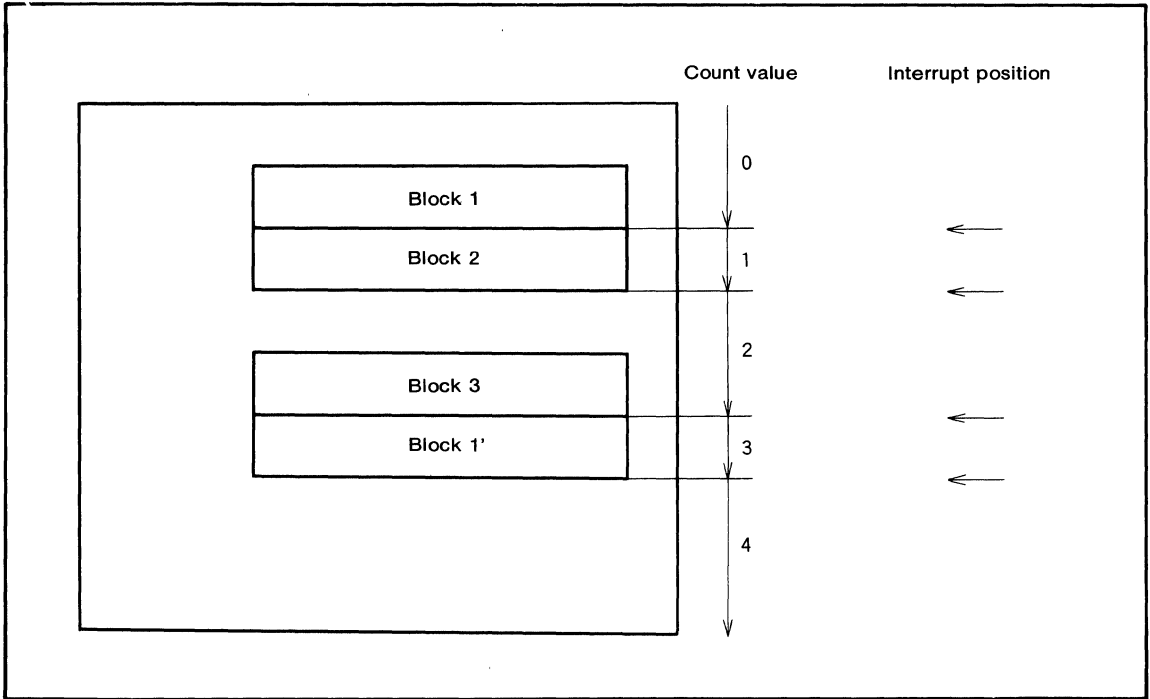 Count value Interrupt position
0
Block 1
Block 2
1
2
Block 3
Block 1'
3
4